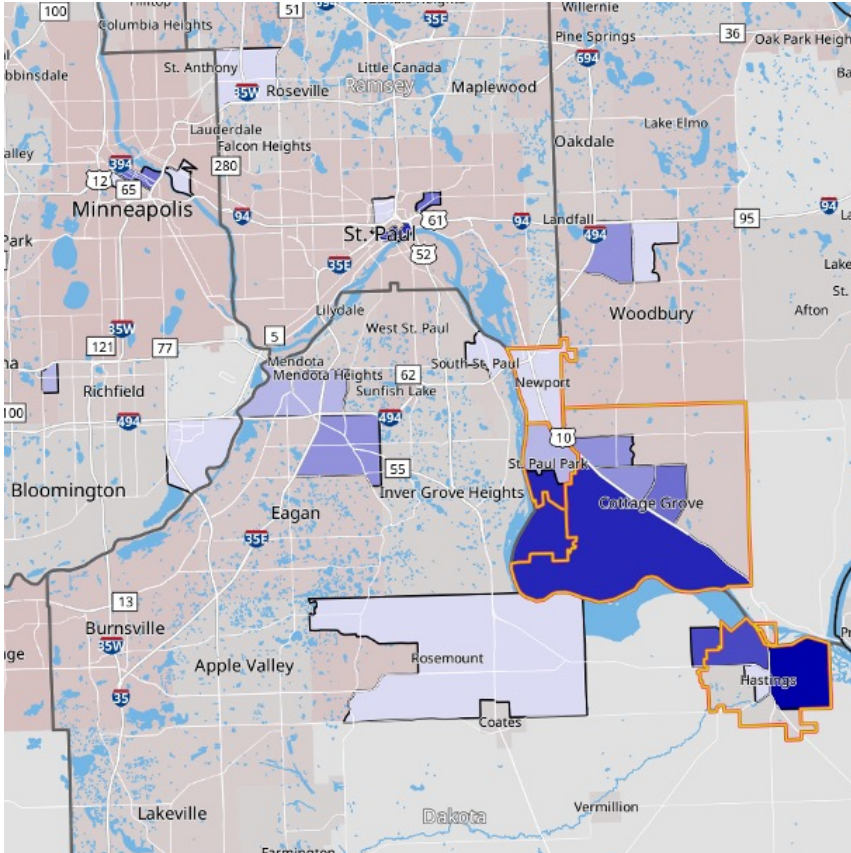 Hilltop
100
Columbia Heights
51
35E
Willernie
Pine Springs
36
Oak Park Heigh
St. Anthony
694
Little Canada
35W
Roseville
Ramsey
Maplewood
Lake Elmo
Lauderdale
Falcon Heights
Oakdale
394
280
12
65
Minneapolis
94
61
94
Landfall
95
94
St. Paul
494
52
35E
Woodbury
Afton
St.
Lake
Park
Lilydale
35W
5
West St. Paul
121
77
Mendota
Mendota Heights
62
South St. Paul
Richfield
Sunfish Lake
Newport
100
494
494
10
55
St. Paul Park
Bloomington
Inver Grove Heights
Cottage Grove
Eagan
35E
13
Burnsville
35W
Apple Valley
Rosemount
Hastings
35
Coates
Lakeville
Dakota
Vermillion
Farmington